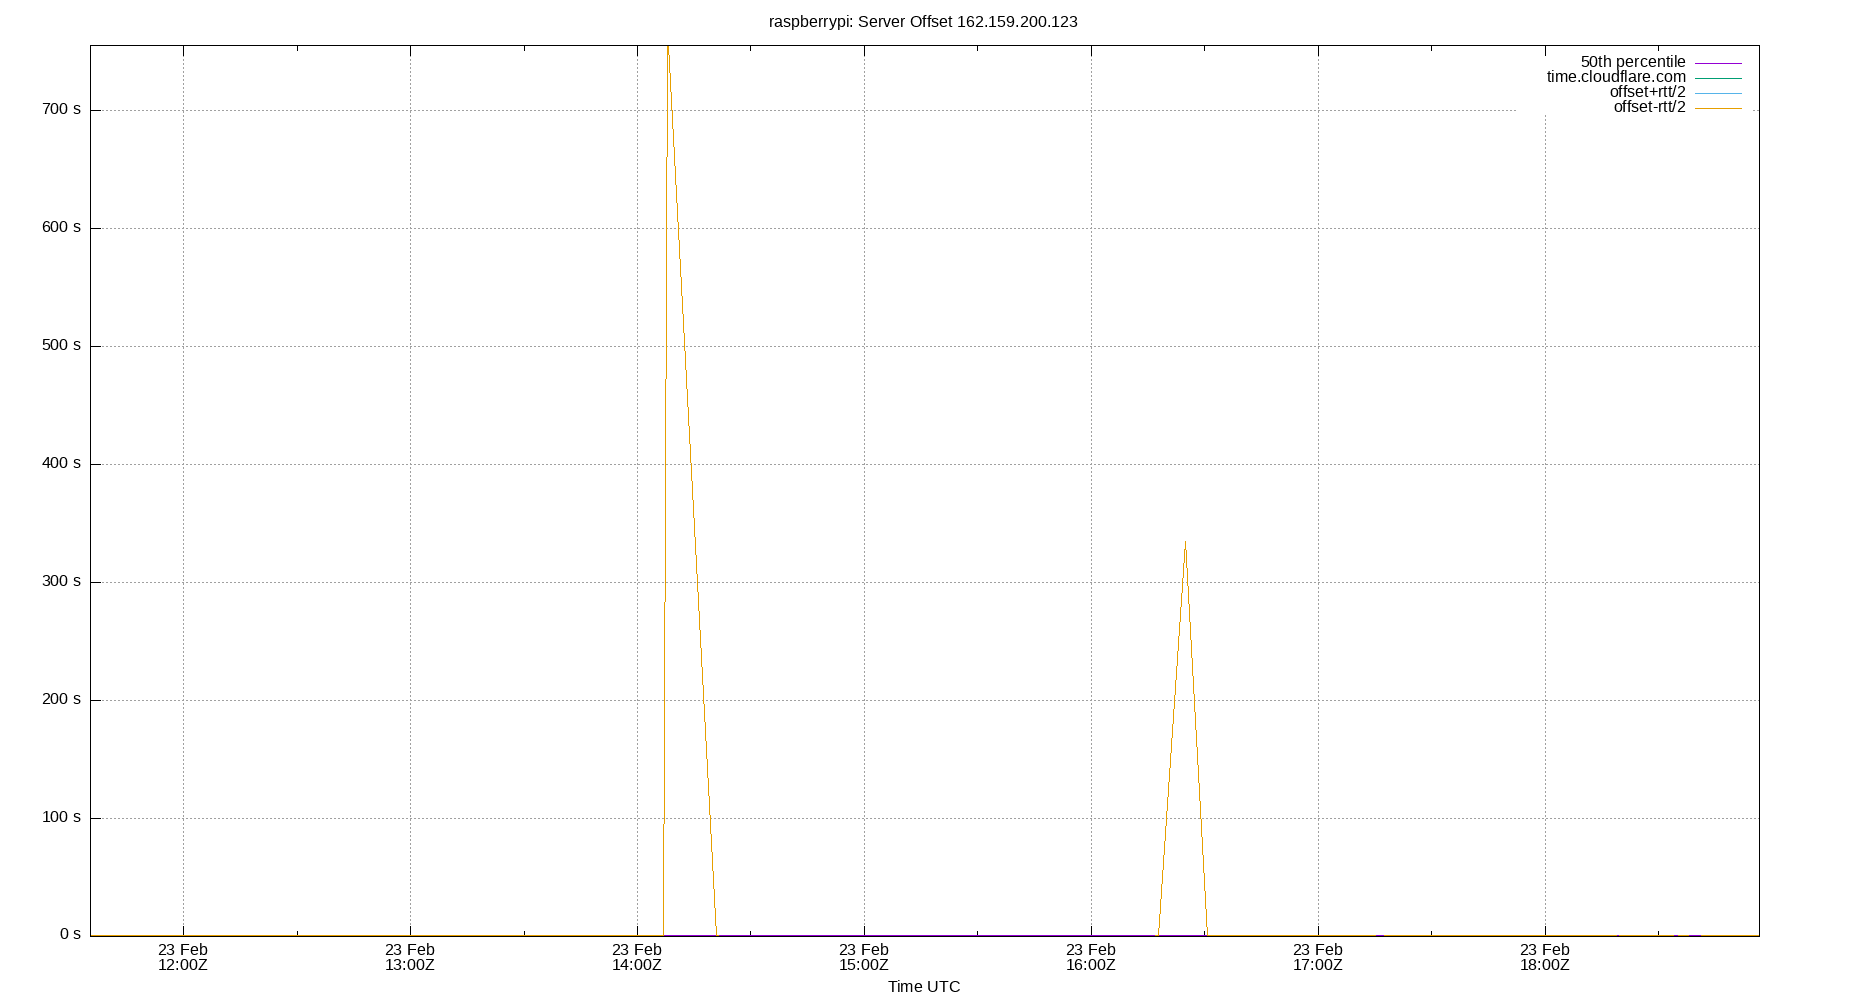 raspberrypi: Server Offset 162.159.200.123
50th percentile
time.cloudflare.com
offset+rtt/2
offset-rtt/2
700 s
600 s
500 s
400 s
300 s
200 s
100 s
0 s
23 Feb 23 Feb 23 Feb 23 Feb 23 Feb 23 Feb 23 Feb
12:00Z 13:00Z 14:00Z 15:00Z 16:00Z 17:00Z 18:00Z
Time UTC